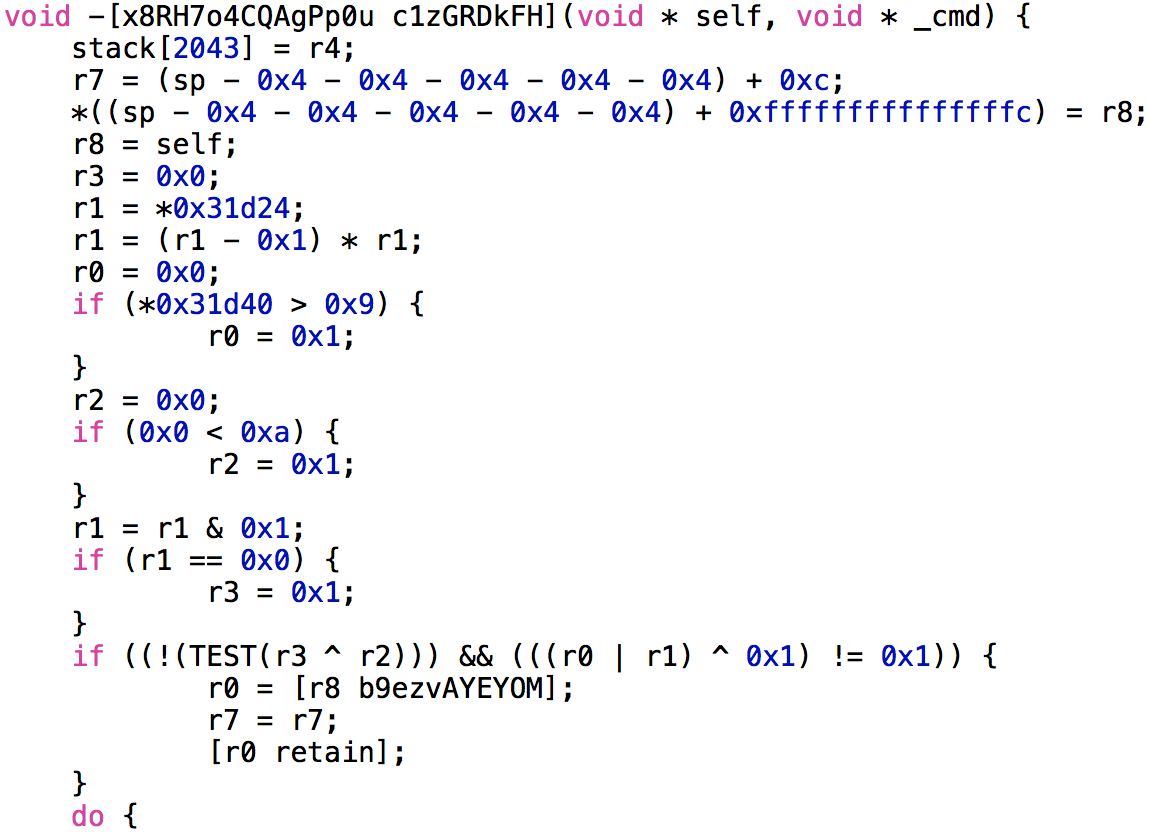 void -[x8RH7o4CQAgPp0u c1zGRDkFH](void * self, void * _cmd) {
stack[2043] = r4;
r7 = (sp - 0x4 - 0x4 - 0x4 - 0x4 - 0x4) + 0xc;
*((sp - 0x4 - 0x4 - 0x4 - 0x4 - 0x4) + 0xfffffffffffffffc) = r8;
r8 = self;
r3 = 0x0;
r1 = *0x31d24;
r1 = (r1 - 0x1) * r1;
r0 = 0x0;
if (*0x31d40 > 0x9) {
r0 = 0x1;
}
r2 = 0x0;
if (0x0 < 0xa) {
r2 = 0x1;
}
r1 = r1 & 0x1;
if (r1 == 0x0) {
r3 = 0x1;
}
if ((!(TEST(r3 ^ r2))) && (((r0 | r1) ^ 0x1) != 0x1)) {
r0 = [r8 b9ezvAYEYOM];
r7 = r7;
[r0 retain];
}
do {